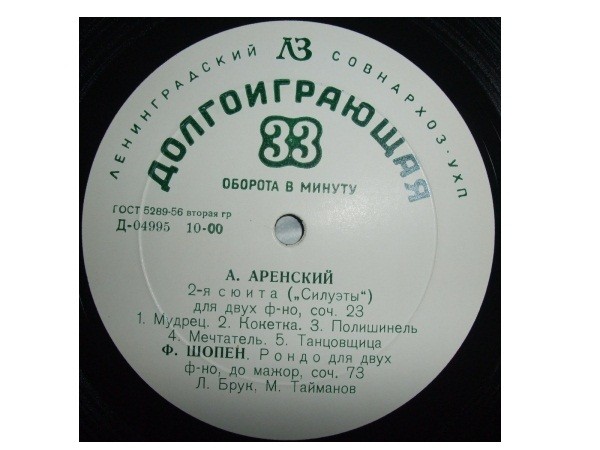 ЛЕНИНГРАДСКИЙ ЛЗ СОВНАРХОЗ·УХП
ДОЛГОИГРАЮЩАЯ
33
ОБОРОТА В МИНУТУ
ГОСТ 5289-56 вторая гр
Д-04995 10-00
А. АРЕНСКИЙ
2-я сюита („Силуэты“)
для двух ф-но, соч. 23
1. Мудрец. 2. Кокетка. 3. Полишинель
4. Мечтатель. 5. Танцовщица
Ф. ШОПЕН. Рондо для двух
ф-но, до мажор, соч. 73
Л. Брук, М. Тайманов